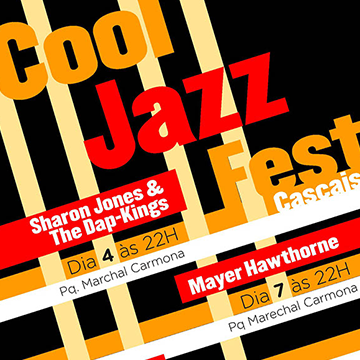 Cool
Jazz
Fest
Cascais
Sharon Jones &
The Dap-Kings
Dia 4 às 22H
Pq. Marchal Carmona
Mayer Hawthorne
Dia 7 às 22H
Pq Marechal Carmona